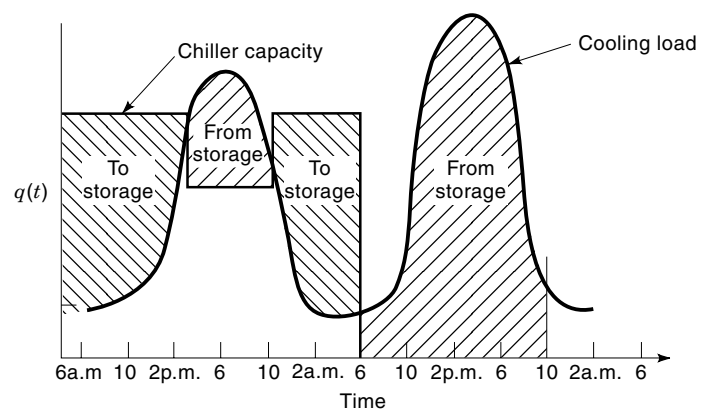 Chiller capacity
Cooling load
From
storage
To
storage
To
storage
From
storage
q(t)
6a.m 10 2p.m. 6 10 2a.m. 6 10 2p.m. 6 10 2a.m. 6
Time